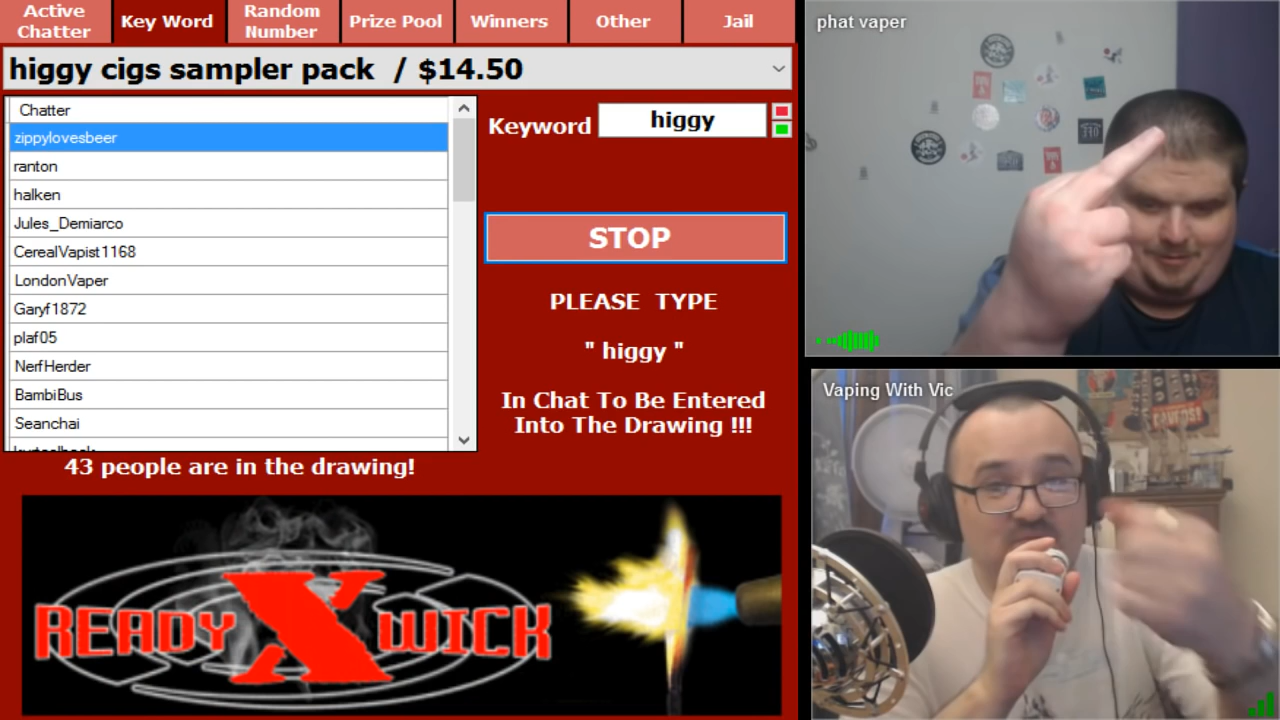 Active
Chatter
Key Word
Random
Number
Prize Pool
Winners
Other
Jail
higgy cigs sampler pack / $14.50
Chatter
zippylovesbeer
ranton
halken
Jules_Demiarco
CerealVapist1168
LondonVaper
Garyf1872
plaf05
NerfHerder
BambiBus
Seanchai
43 people are in the drawing!
Keyword
higgy
STOP
PLEASE TYPE
" higgy "
In Chat To Be Entered
Into The Drawing !!!
READY X WICK
phat vaper
Vaping With Vic